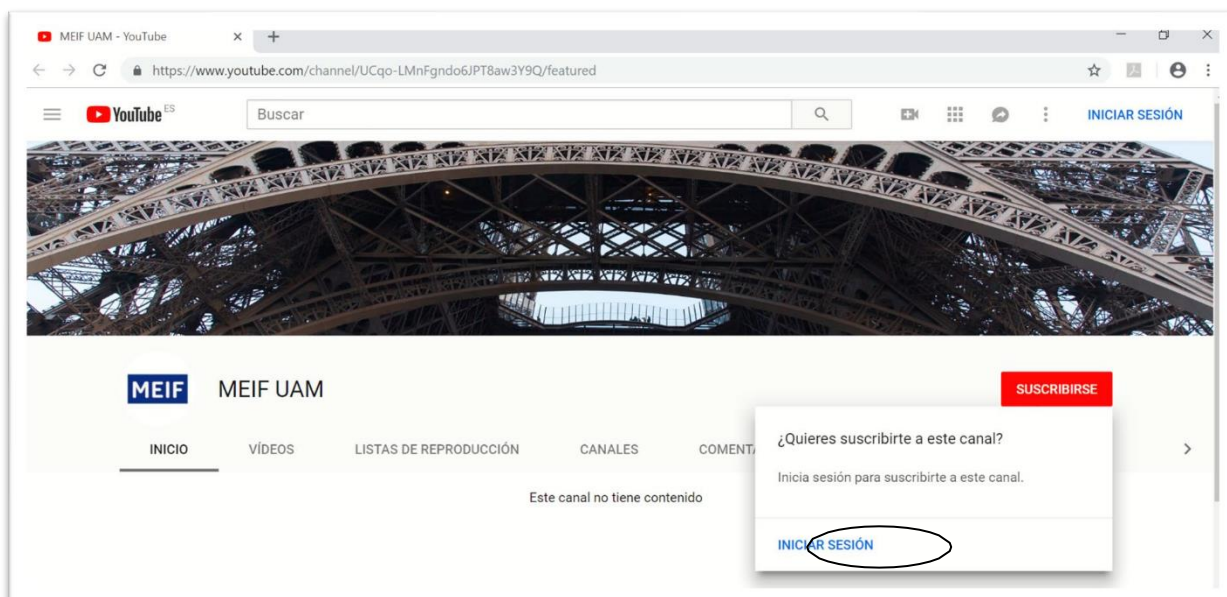 MEIF UAM - YouTube
https://www.youtube.com/channel/UCqo-LMnFgndo6JPT8aw3Y9Q/featured
YouTube ES
Buscar
INICIAR SESIÓN
MEIF
MEIF UAM
SUSCRIBIRSE
INICIO VÍDEOS LISTAS DE REPRODUCCIÓN CANALES COMENTA
¿Quieres suscribirte a este canal?
Inicia sesión para suscribirte a este canal.
Este canal no tiene contenido
INICIAR SESIÓN